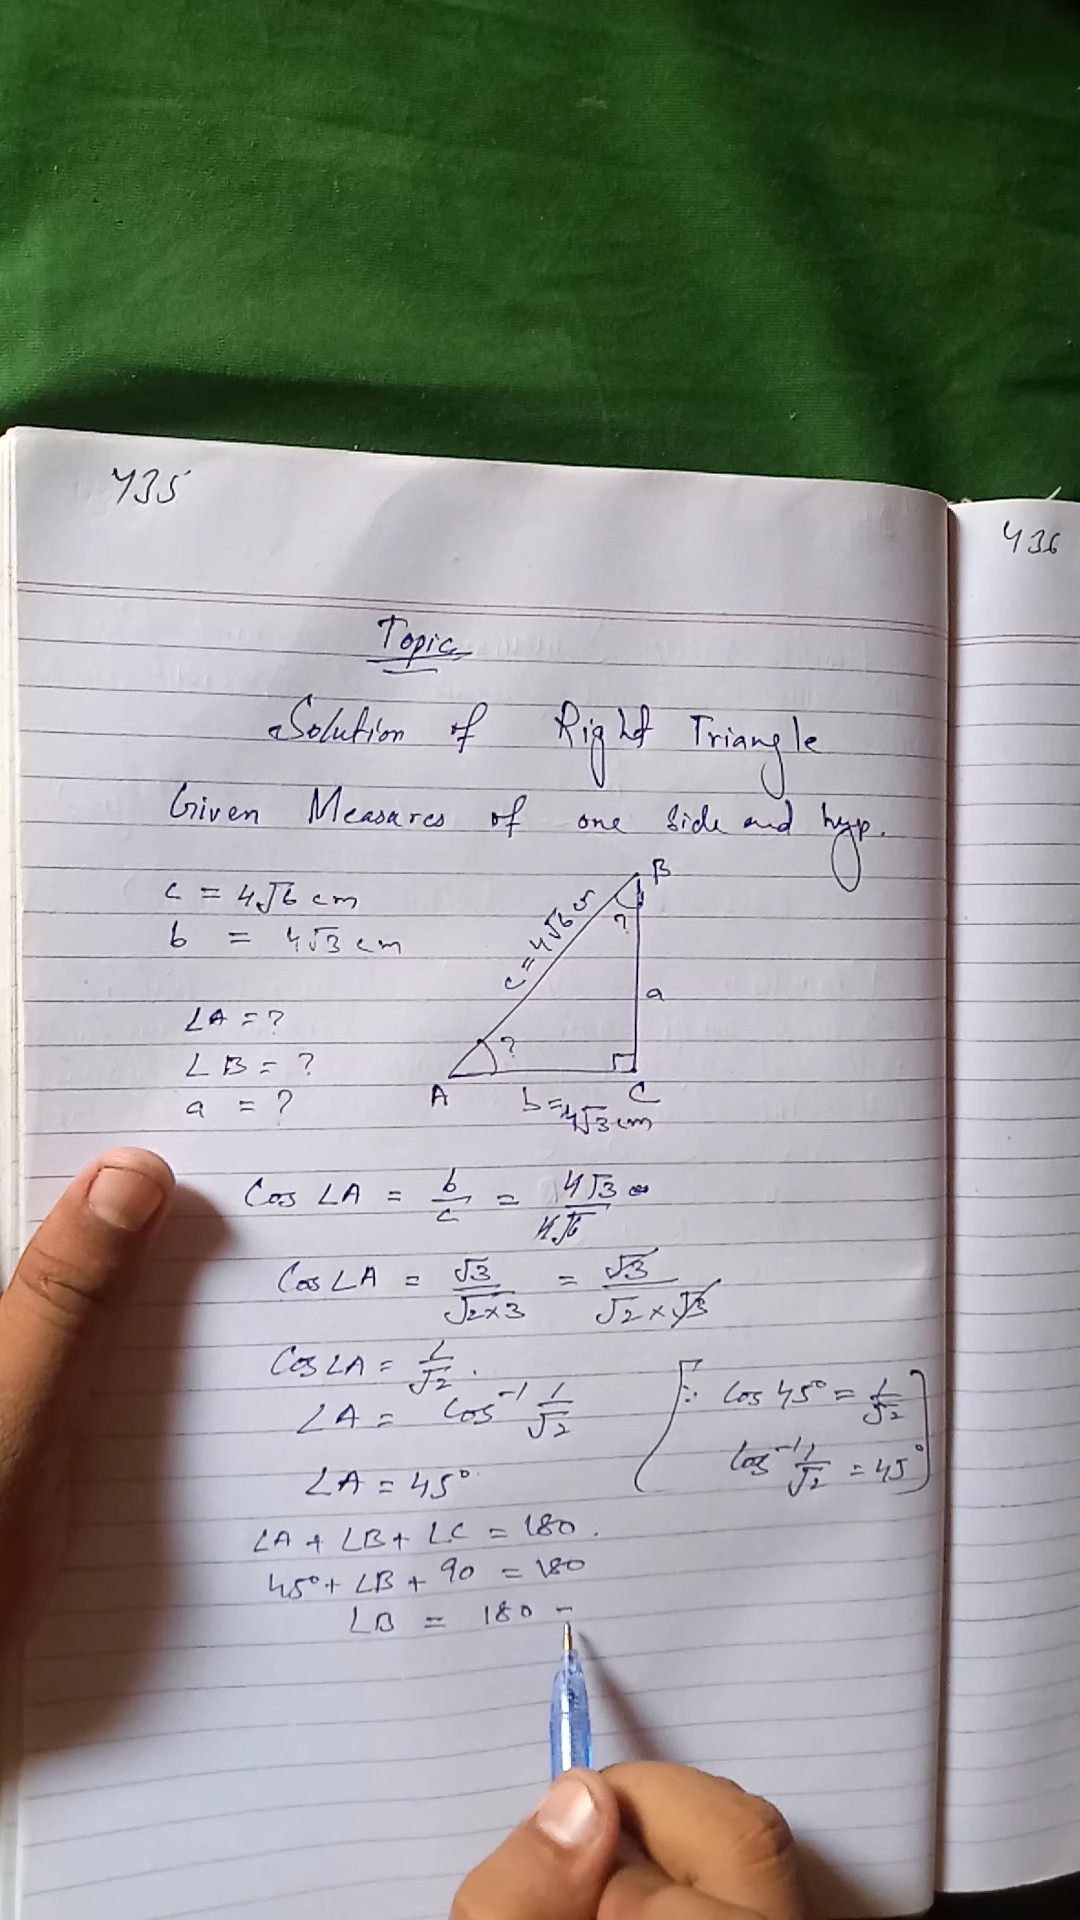 435
436
Topic
Solution of Right Triangle
Given Measures of one side and hyp.
c = 4√6 cm
b = 4√3 cm
∠A = ?
∠B = ?
a = ?
B
?
c = 4√6
a
?
A
C
b = 4√3 cm
Cos ∠A = b/c = 4√3/4√6
Cos ∠A = √3/√2×3 = √3/√2 × √3
Cos ∠A = 1/√2 .
∠A = Cos⁻¹ 1/√2
[∵ Cos 45° = 1/√2
Cos⁻¹ 1/√2 = 45°]
∠A = 45°
∠A + ∠B + ∠C = 180 .
45° + ∠B + 90 = 180
∠B = 180 -